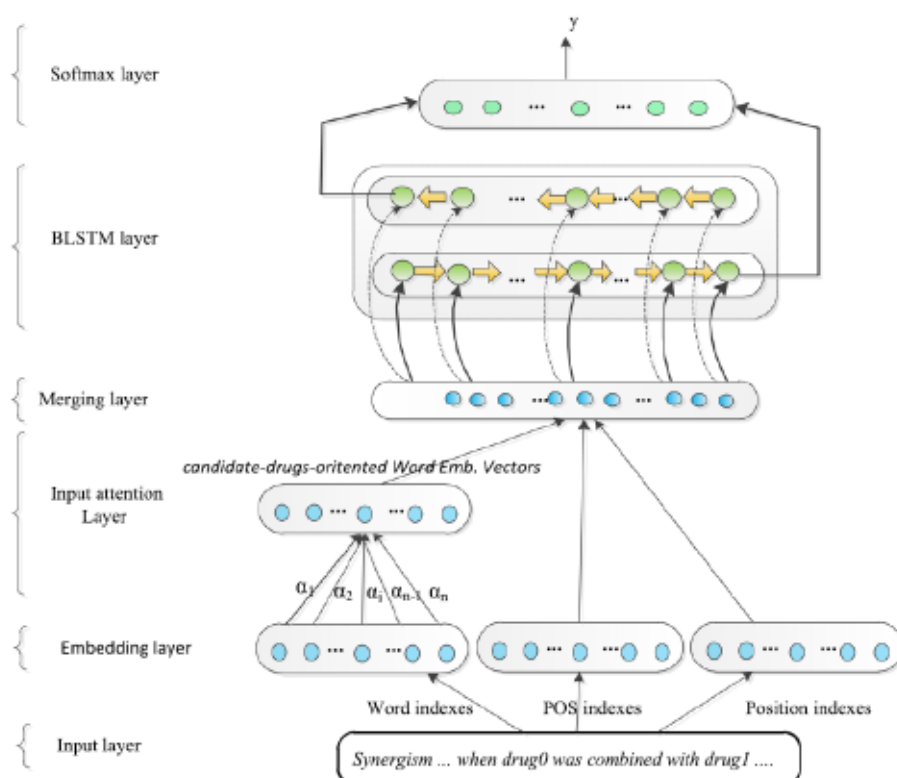 y
Softmax layer
...
...
BLSTM layer
...
...
...
...
Merging layer
...
...
candidate-drugs-oritented Word Emb. Vectors
Input attention
Layer
...
...
α1 α2 αi αn-1 αn
Embedding layer
...
...
...
...
...
...
Word indexes
POS indexes
Position indexes
Input layer
Synergism ... when drug0 was combined with drug1 ....